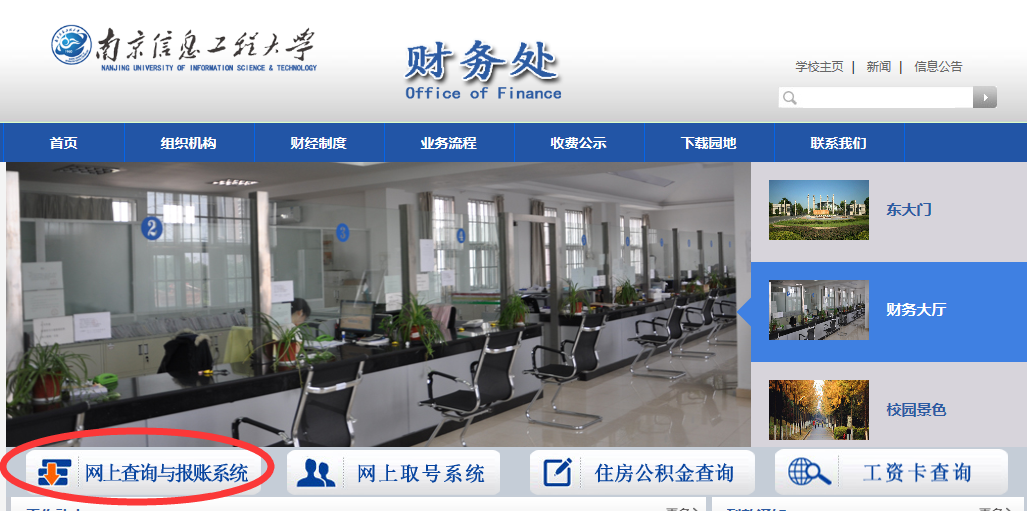 南京信息工程大学
NANJING UNIVERSITY OF INFORMATION SCIENCE & TECHNOLOGY
财务处
Office of Finance
学校主页 | 新闻 | 信息公告
首页 组织机构 财经制度 业务流程 收费公示 下载园地 联系我们
2 3 4
东大门
财务大厅
校园景色
网上查询与报账系统 网上取号系统 住房公积金查询 工资卡查询